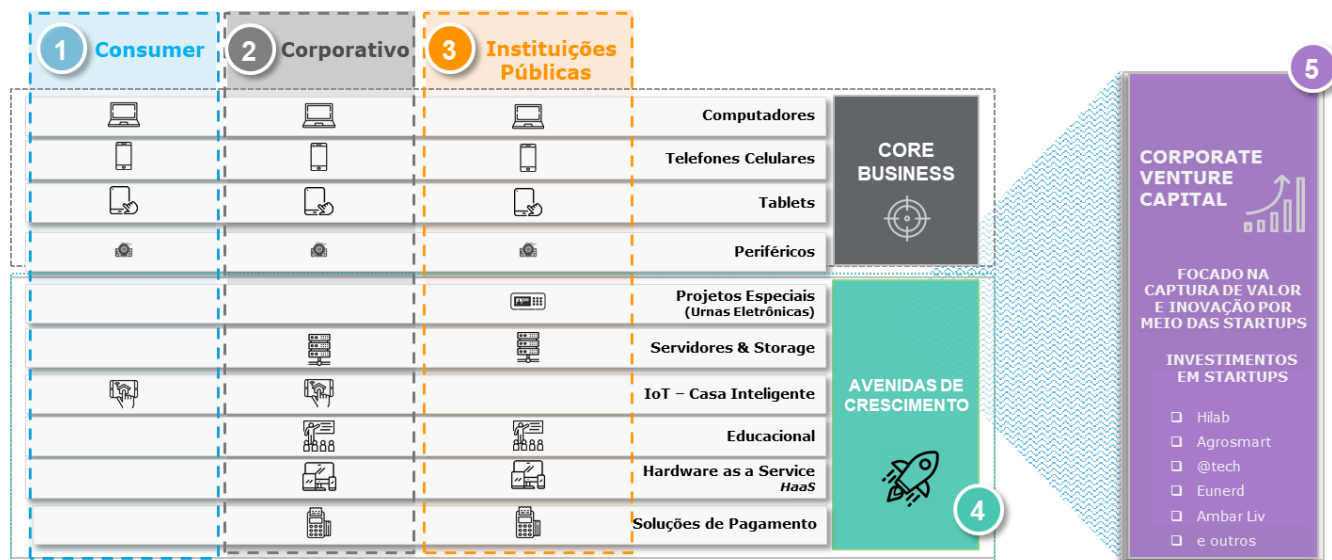 1
Consumer
2
Corporativo
3
Instituições
Públicas
Computadores
Telefones Celulares
Tablets
Periféricos
CORE
BUSINESS
Projetos Especiais
(Urnas Eletrônicas)
Servidores & Storage
IoT – Casa Inteligente
Educacional
Hardware as a Service
HaaS
Soluções de Pagamento
AVENIDAS DE
CRESCIMENTO
4
5
CORPORATE
VENTURE
CAPITAL
FOCADO NA
CAPTURA DE VALOR
E INOVAÇÃO POR
MEIO DAS STARTUPS
INVESTIMENTOS
EM STARTUPS
❑ Hilab
❑ Agrosmart
❑ @tech
❑ Eunerd
❑ Ambar Liv
❑ e outros